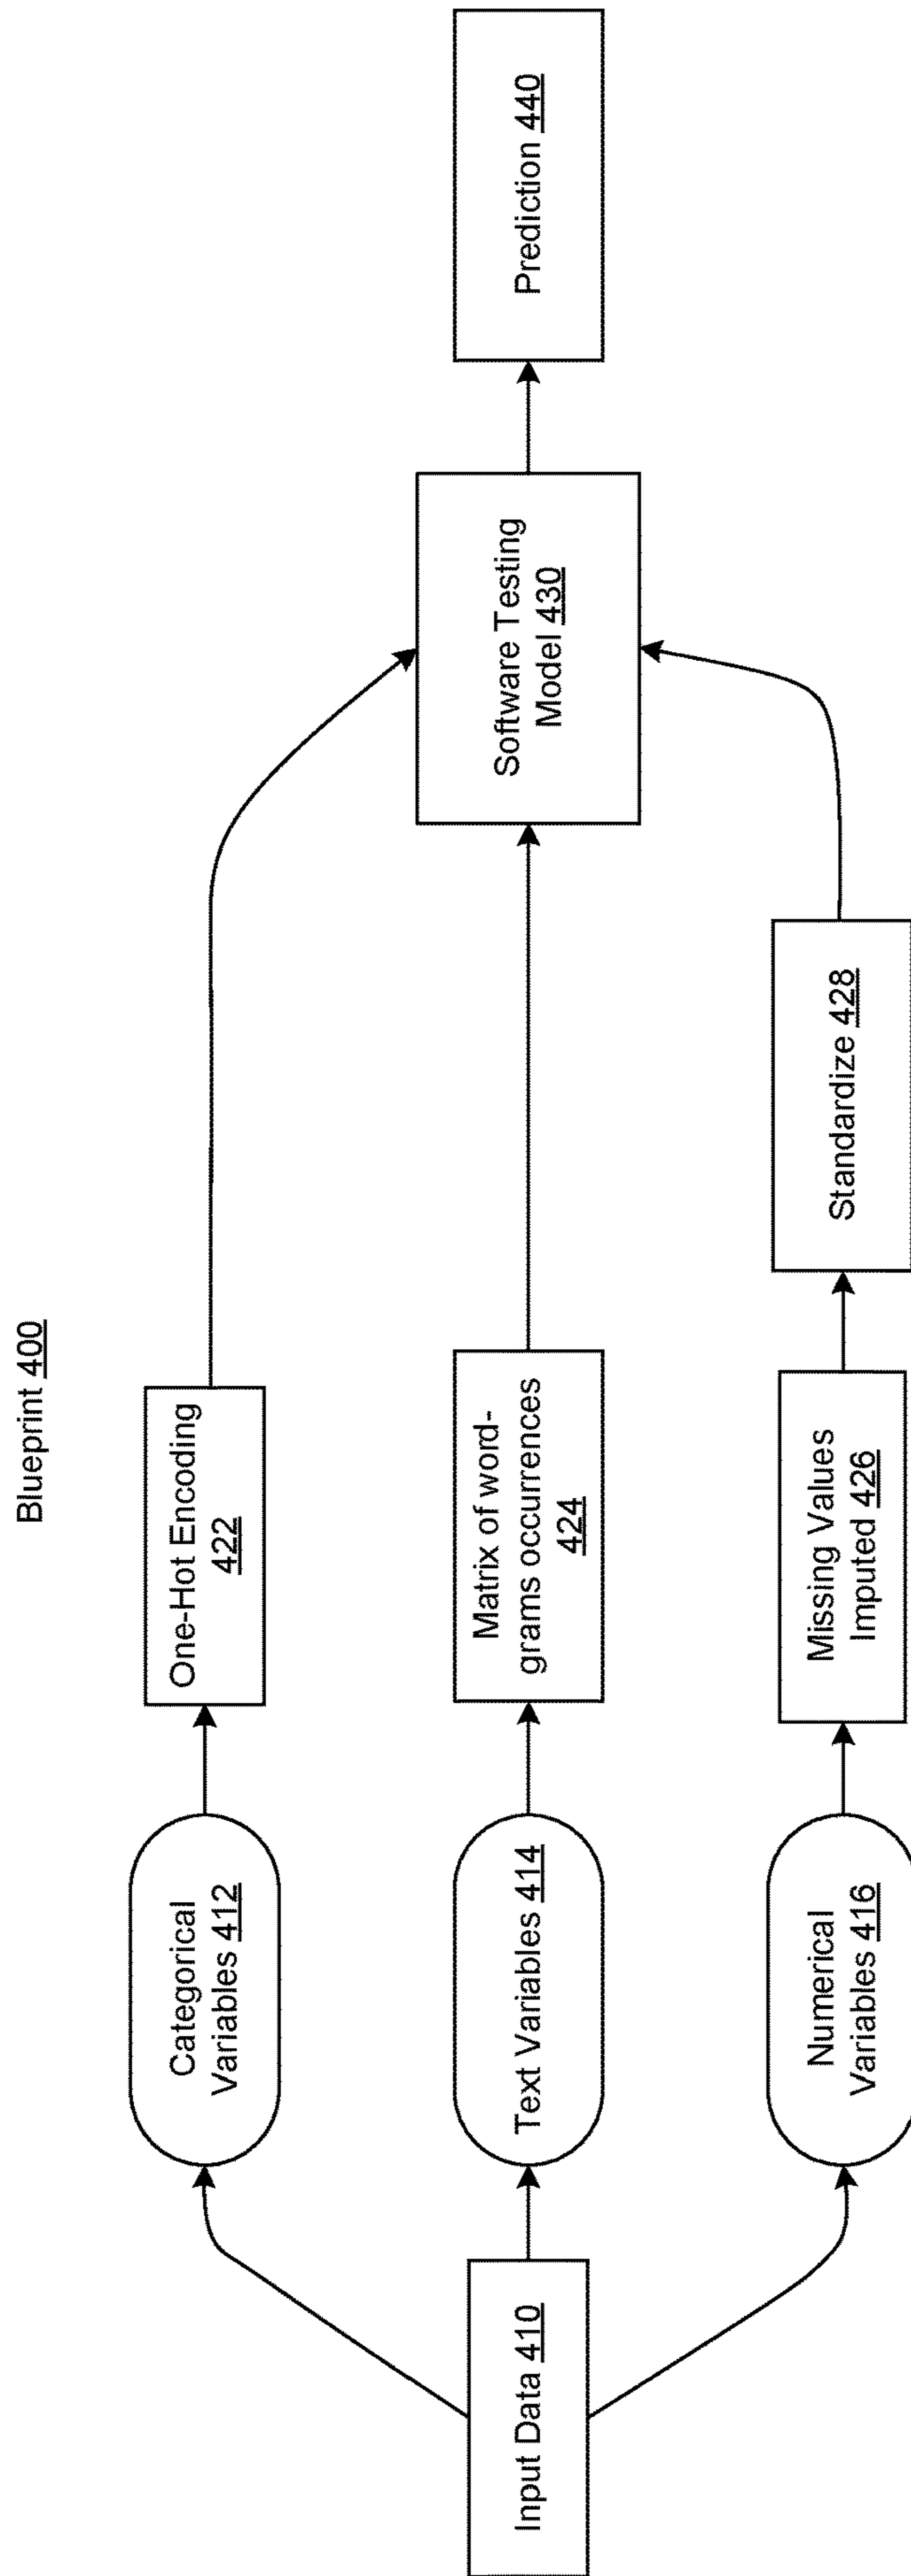 Blueprint 400
Input Data 410
Categorical
Variables 412
Text Variables 414
Numerical
Variables 416
One-Hot Encoding
422
Matrix of word-
grams occurrences
424
Missing Values
Imputed 426
Standardize 428
Software Testing
Model 430
Prediction 440